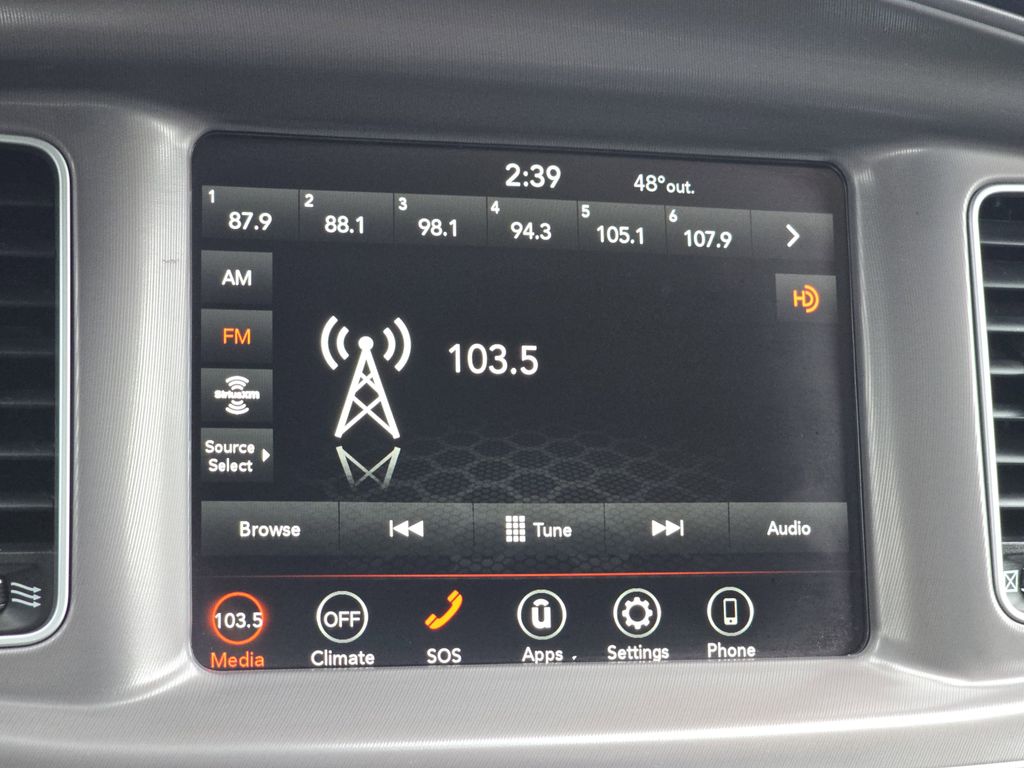 2:39 48°out.
1 2 3 4 5 6
87.9 88.1 98.1 94.3 105.1 107.9
AM
HD
FM
103.5
SiriusXM
Source
Select
Browse Tune Audio
103.5 OFF
Media Climate SOS Apps Settings Phone